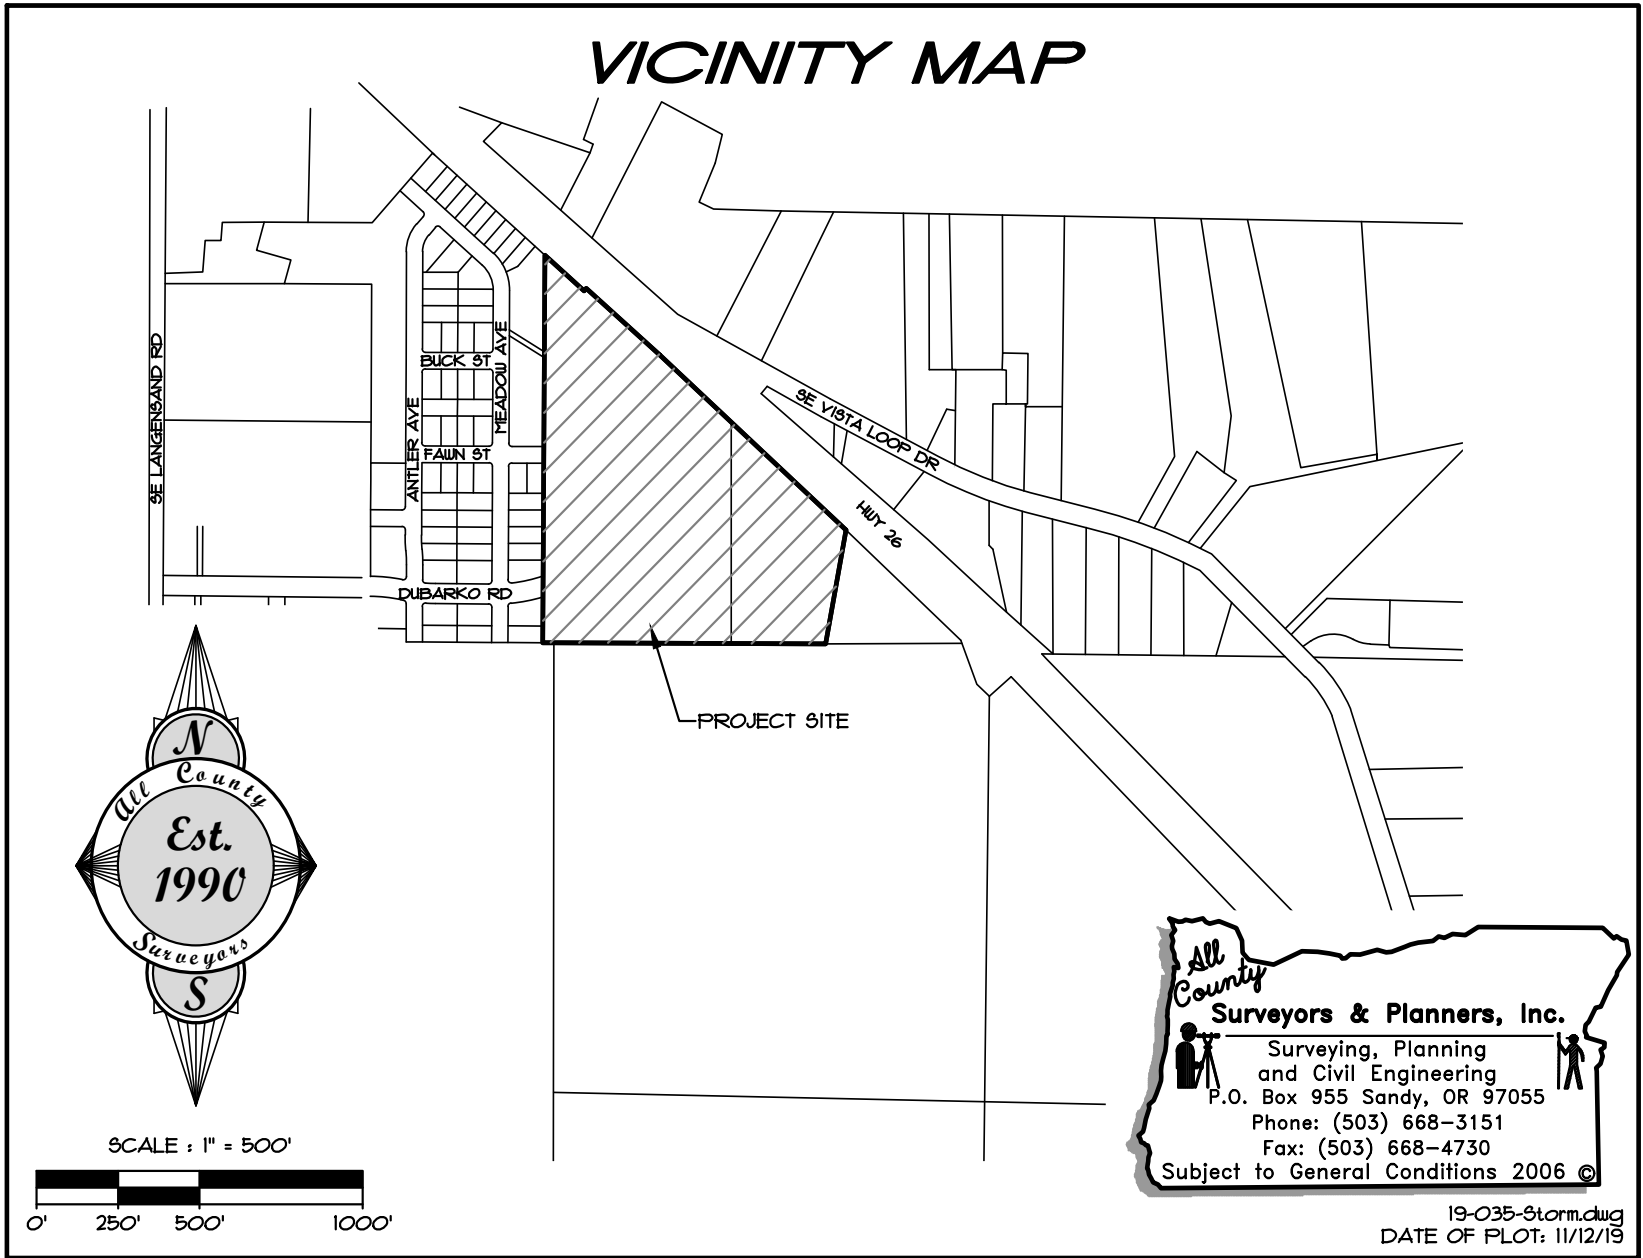 VICINITY MAP
SE LANGENSAND RD
ANTLER AVE
MEADOW AVE
BUCK ST
FAWN ST
DUBARKO RD
SE VISTA LOOP DR
HWY 26
PROJECT SITE
N
All County
Est.
1990
Surveyors
S
SCALE : 1" = 500'
0' 250' 500' 1000'
All
County
Surveyors & Planners, Inc.
Surveying, Planning
and Civil Engineering
P.O. Box 955 Sandy, OR 97055
Phone: (503) 668-3151
Fax: (503) 668-4730
Subject to General Conditions 2006 ©
19-035-Storm.dwg
DATE OF PLOT: 11/12/19